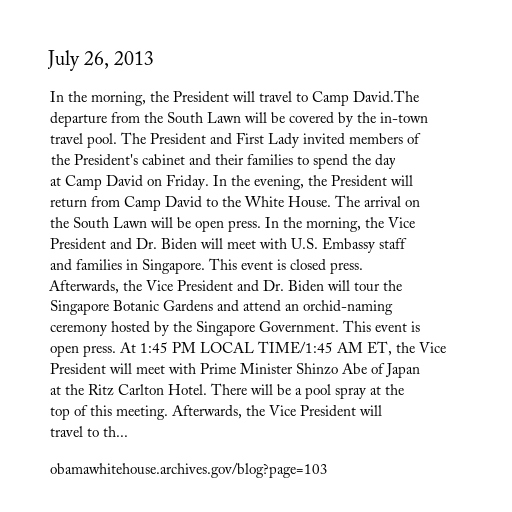 July 26, 2013
In the morning, the President will travel to Camp David.The
departure from the South Lawn will be covered by the in-town
travel pool. The President and First Lady invited members of
the President's cabinet and their families to spend the day
at Camp David on Friday. In the evening, the President will
return from Camp David to the White House. The arrival on
the South Lawn will be open press. In the morning, the Vice
President and Dr. Biden will meet with U.S. Embassy staff
and families in Singapore. This event is closed press.
Afterwards, the Vice President and Dr. Biden will tour the
Singapore Botanic Gardens and attend an orchid-naming
ceremony hosted by the Singapore Government. This event is
open press. At 1:45 PM LOCAL TIME/1:45 AM ET, the Vice
President will meet with Prime Minister Shinzo Abe of Japan
at the Ritz Carlton Hotel. There will be a pool spray at the
top of this meeting. Afterwards, the Vice President will
travel to th...
obamawhitehouse.archives.gov/blog?page=103